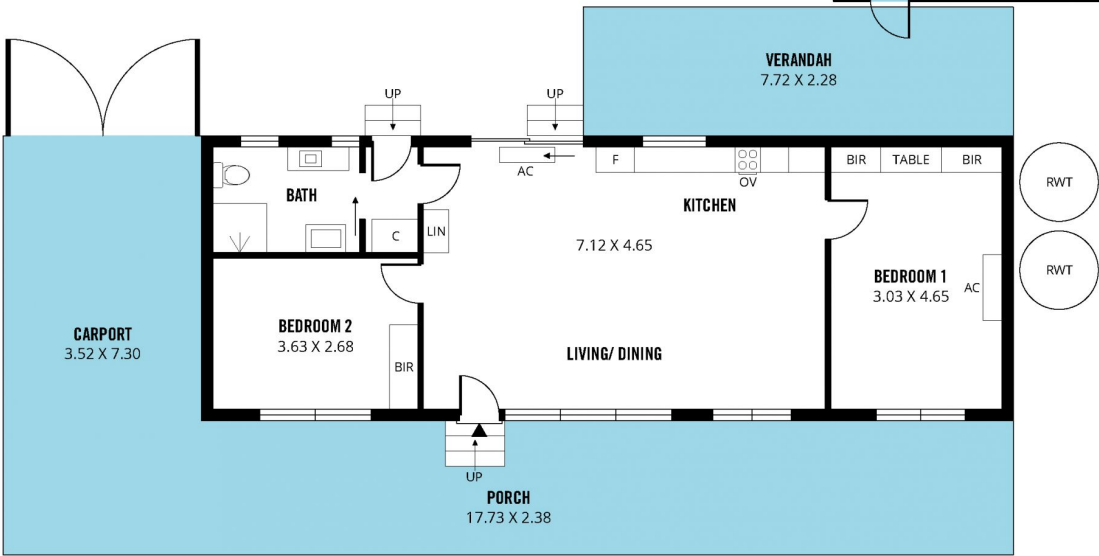 VERANDAH
7.72 X 2.28
UP
UP
BIR
TABLE
BIR
F
AC
OV
RWT
BATH
KITCHEN
LIN
C
7.12 X 4.65
RWT
BEDROOM 1
3.03 X 4.65
AC
CARPORT
3.52 X 7.30
BEDROOM 2
3.63 X 2.68
LIVING/ DINING
BIR
UP
PORCH
17.73 X 2.38